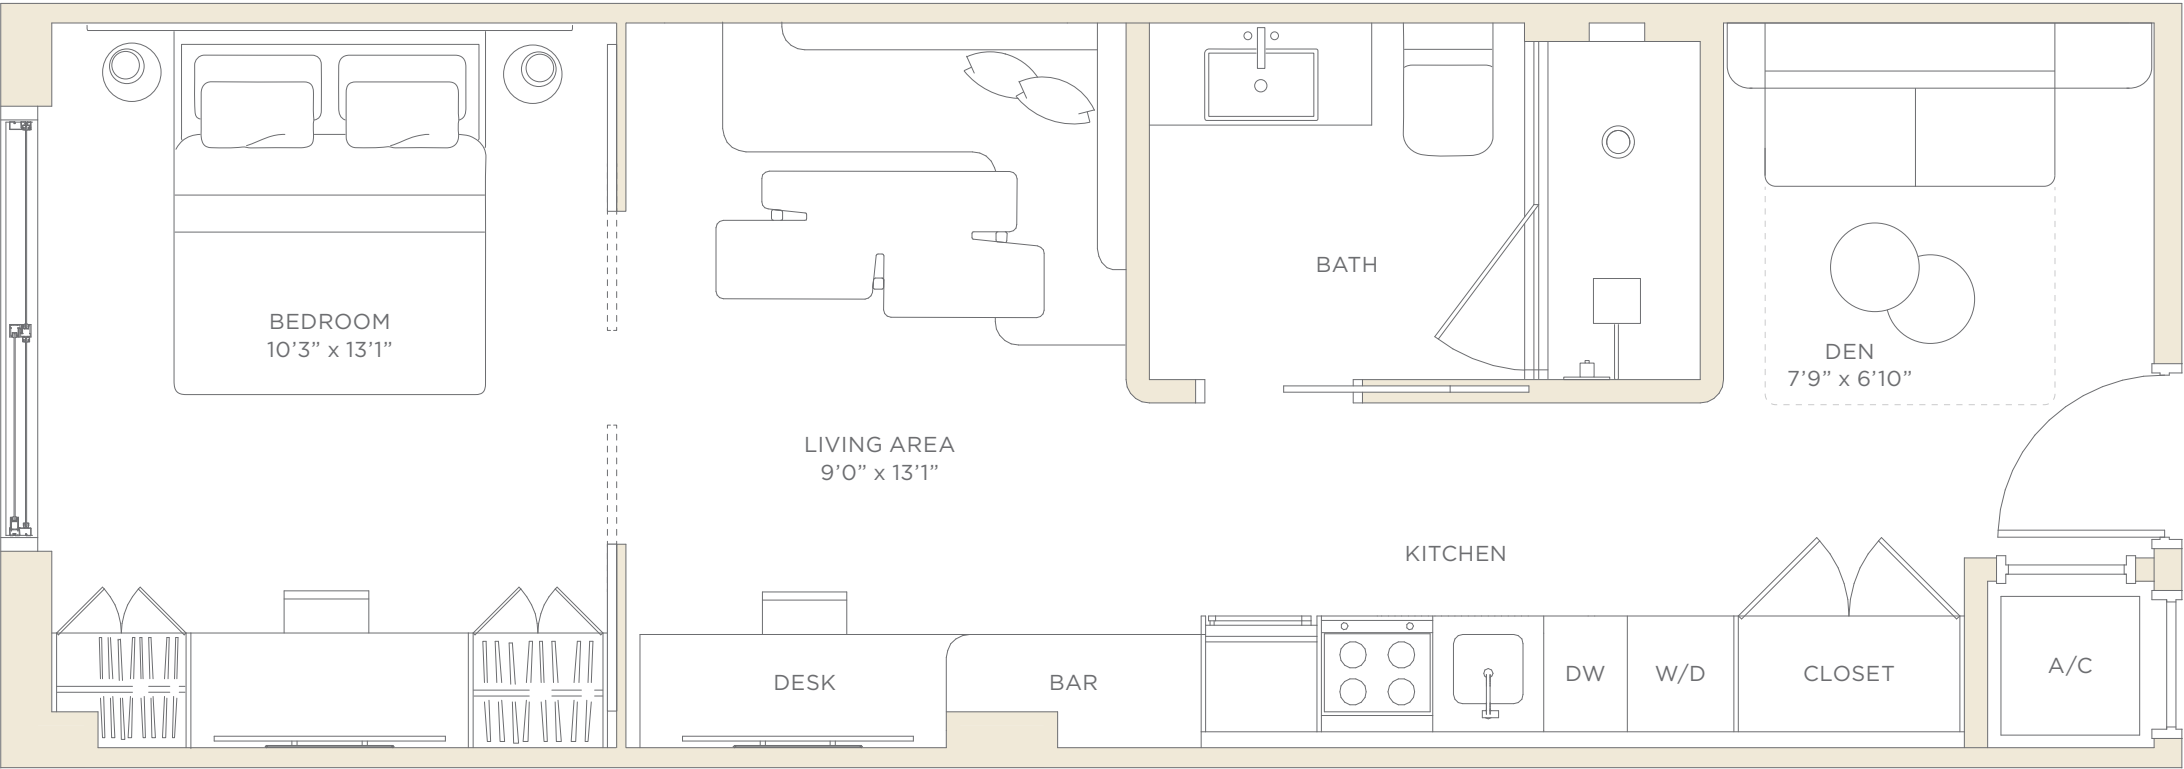 BATH
BEDROOM
10'3” x 13'1”
DEN
7'9” x 6'10”
LIVING AREA
9'0” x 13'1”
KITCHEN
DESK
BAR
DW
W/D
CLOSET
A/C